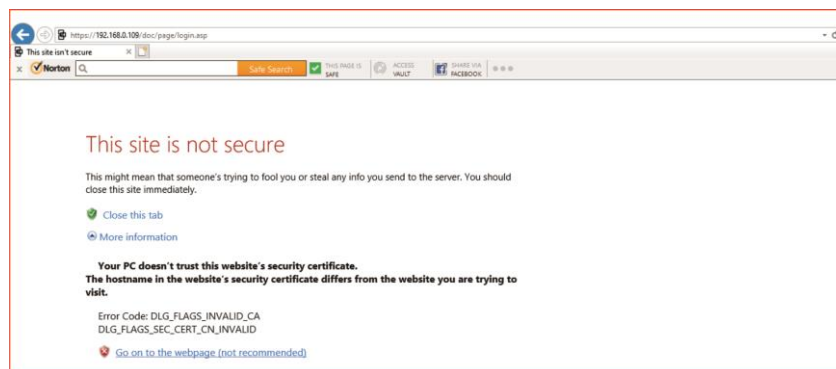 https://192.168.0.109/doc/page/login.asp
This site isn't secure
x
Norton
Safe Search
THIS PAGE IS
SAFE
ACCESS
VAULT
SHARE VIA
FACEBOOK
This site is not secure
This might mean that someone's trying to fool you or steal any info you send to the server. You should
close this site immediately.
Close this tab
More information
Your PC doesn't trust this website's security certificate.
The hostname in the website's security certificate differs from the website you are trying to
visit.
Error Code: DLG_FLAGS_INVALID_CA
DLG_FLAGS_SEC_CERT_CN_INVALID
Go on to the webpage (not recommended)